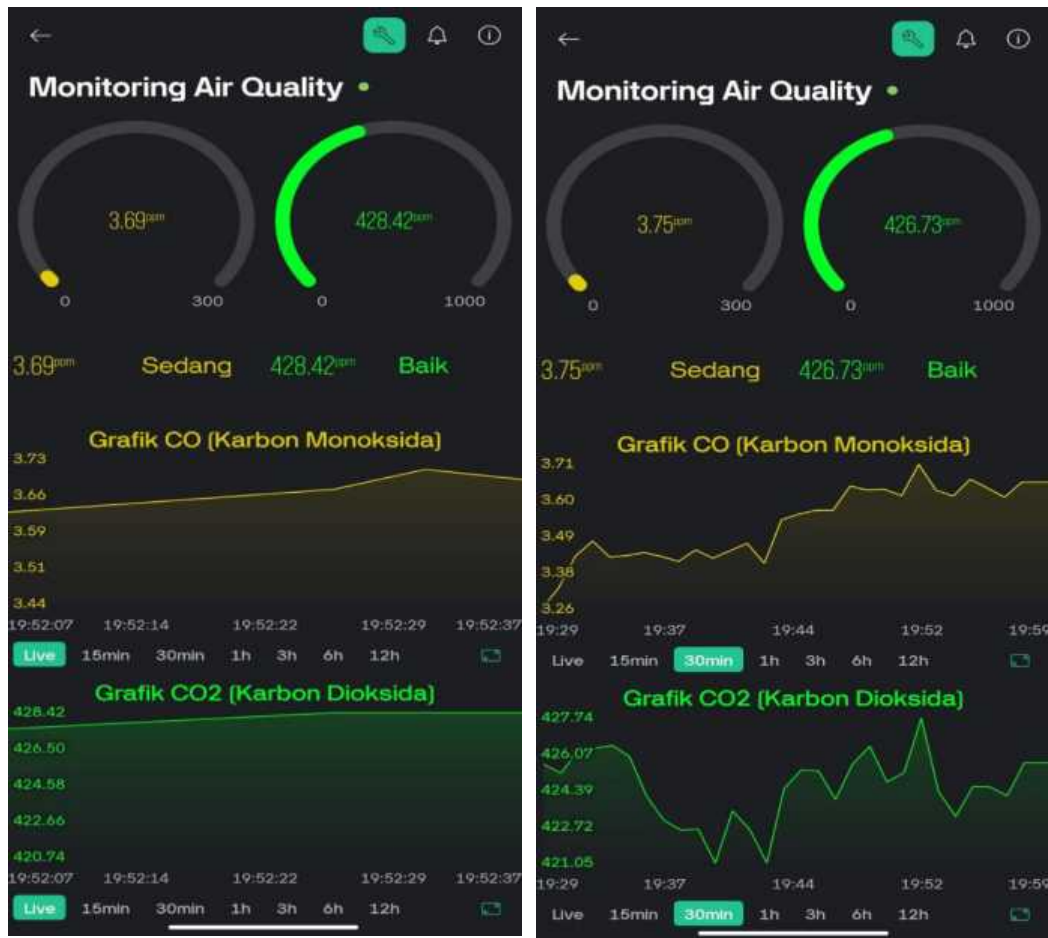 Monitoring Air Quality
3.69ppm
428.42ppm
0 300
0 1000
3.69ppm Sedang 428.42ppm Baik
Grafik CO (Karbon Monoksida)
3.73
3.66
3.59
3.51
3.44
19:52:07 19:52:14 19:52:22 19:52:29 19:52:37
Live 15min 30min 1h 3h 6h 12h
Grafik CO2 (Karbon Dioksida)
428.42
426.50
424.58
422.66
420.74
19:52:07 19:52:14 19:52:22 19:52:29 19:52:37
Live 15min 30min 1h 3h 6h 12h
Monitoring Air Quality
3.75ppm
426.73ppm
0 300
0 1000
3.75ppm Sedang 426.73ppm Baik
Grafik CO (Karbon Monoksida)
3.71
3.60
3.49
3.38
3.26
19:29 19:37 19:44 19:52 19:59
Live 15min 30min 1h 3h 6h 12h
Grafik CO2 (Karbon Dioksida)
427.74
426.07
424.39
422.72
421.05
19:29 19:37 19:44 19:52 19:59
Live 15min 30min 1h 3h 6h 12h